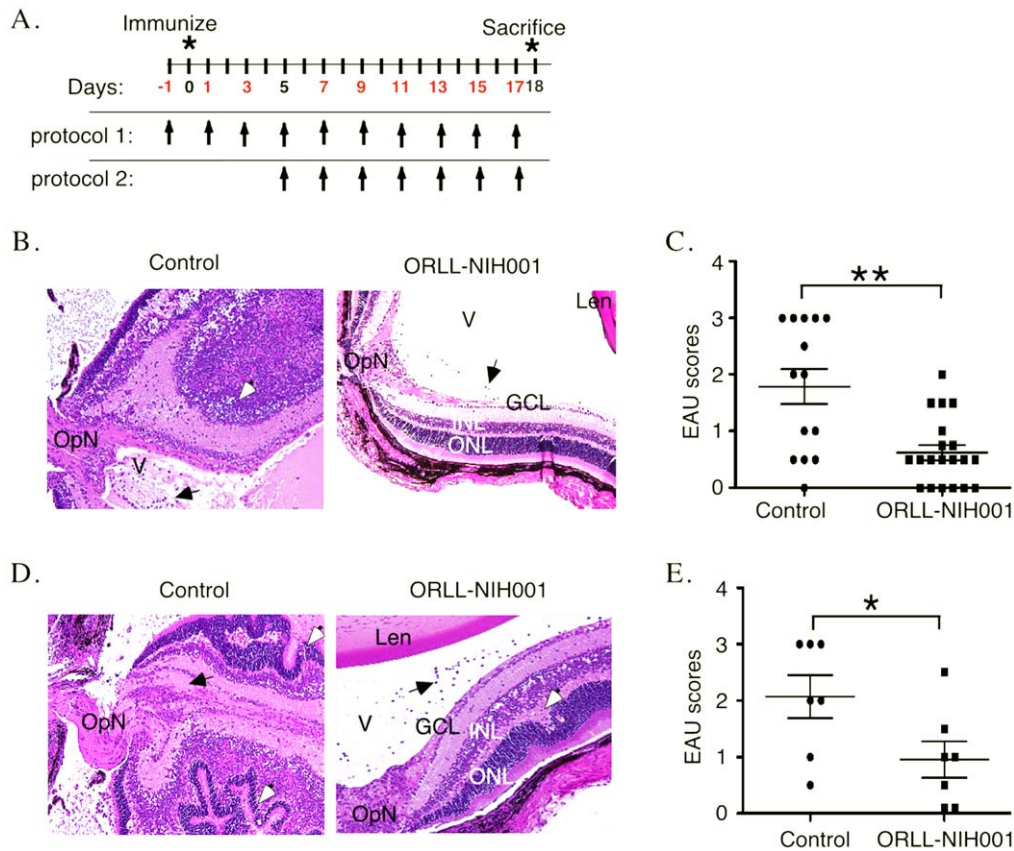 A.
Immunize
Sacrifice
* *
Days: -1 0 1 3 5 7 9 11 13 15 17 18
protocol 1:
protocol 2:
B.
Control
ORLL-NIH001
OpN
V
V
Len
OpN
GCL
INL
ONL
C.
**
EAU scores
4
3
2
1
0
Control
ORLL-NIH001
D.
Control
ORLL-NIH001
OpN
Len
V
GCL
INL
ONL
OpN
E.
*
EAU scores
4
3
2
1
0
Control
ORLL-NIH001